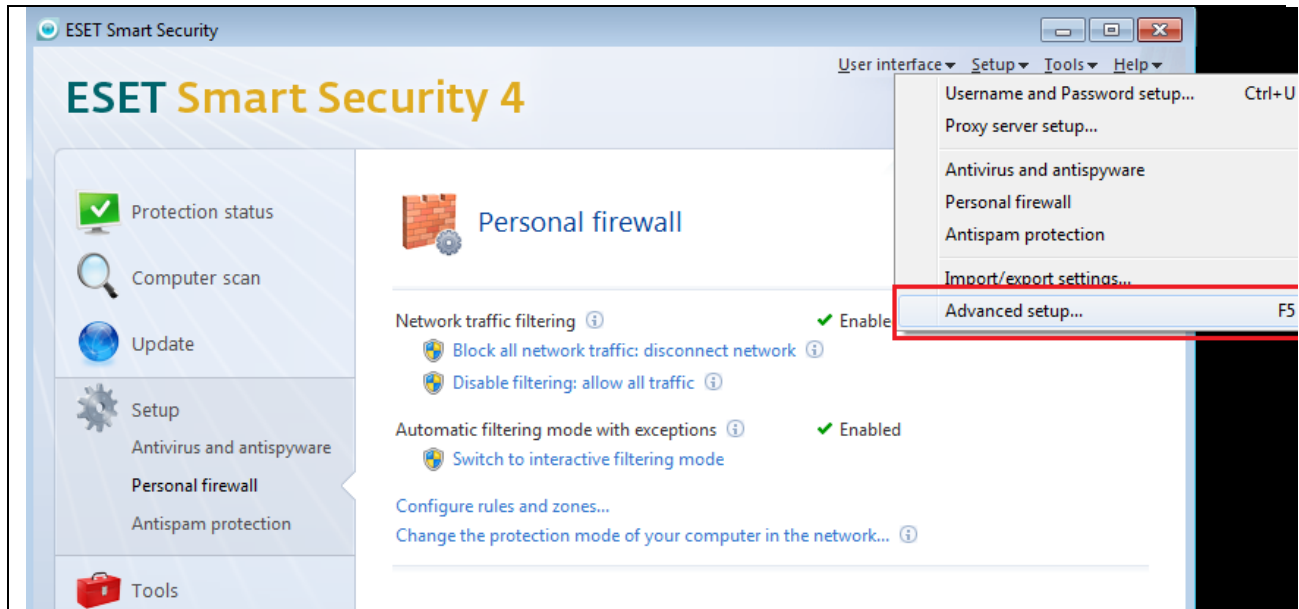 ESET Smart Security
User interface Setup Tools Help
ESET Smart Security 4
Username and Password setup... Ctrl+U
Proxy server setup...
Antivirus and antispyware
Personal firewall
Antispam protection
Import/export settings...
Advanced setup... F5
Protection status
Computer scan
Update
Setup
Antivirus and antispyware
Personal firewall
Antispam protection
Tools
Personal firewall
Network traffic filtering Enable
Block all network traffic: disconnect network
Disable filtering: allow all traffic
Automatic filtering mode with exceptions Enabled
Switch to interactive filtering mode
Configure rules and zones...
Change the protection mode of your computer in the network...